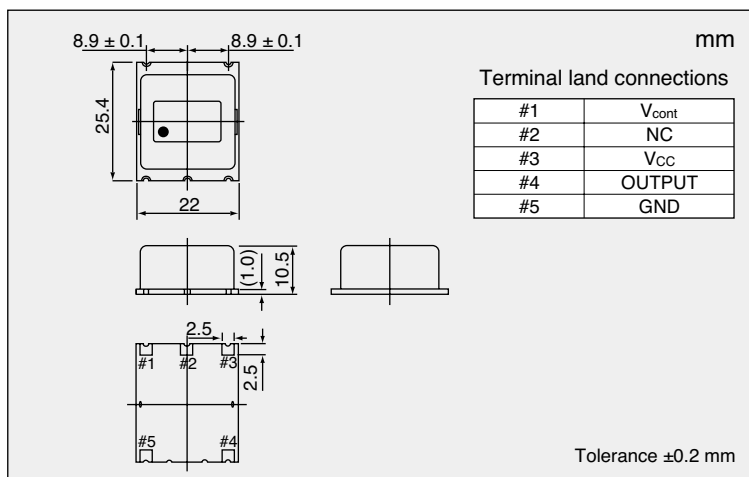 8.9 ± 0.1 8.9 ± 0.1
mm
Terminal land connections
#1 Vcont
#2 NC
#3 VCC
#4 OUTPUT
#5 GND
25.4
22
(1.0)
10.5
2.5
#1 #2 #3
2.5
#5 #4
Tolerance ±0.2 mm